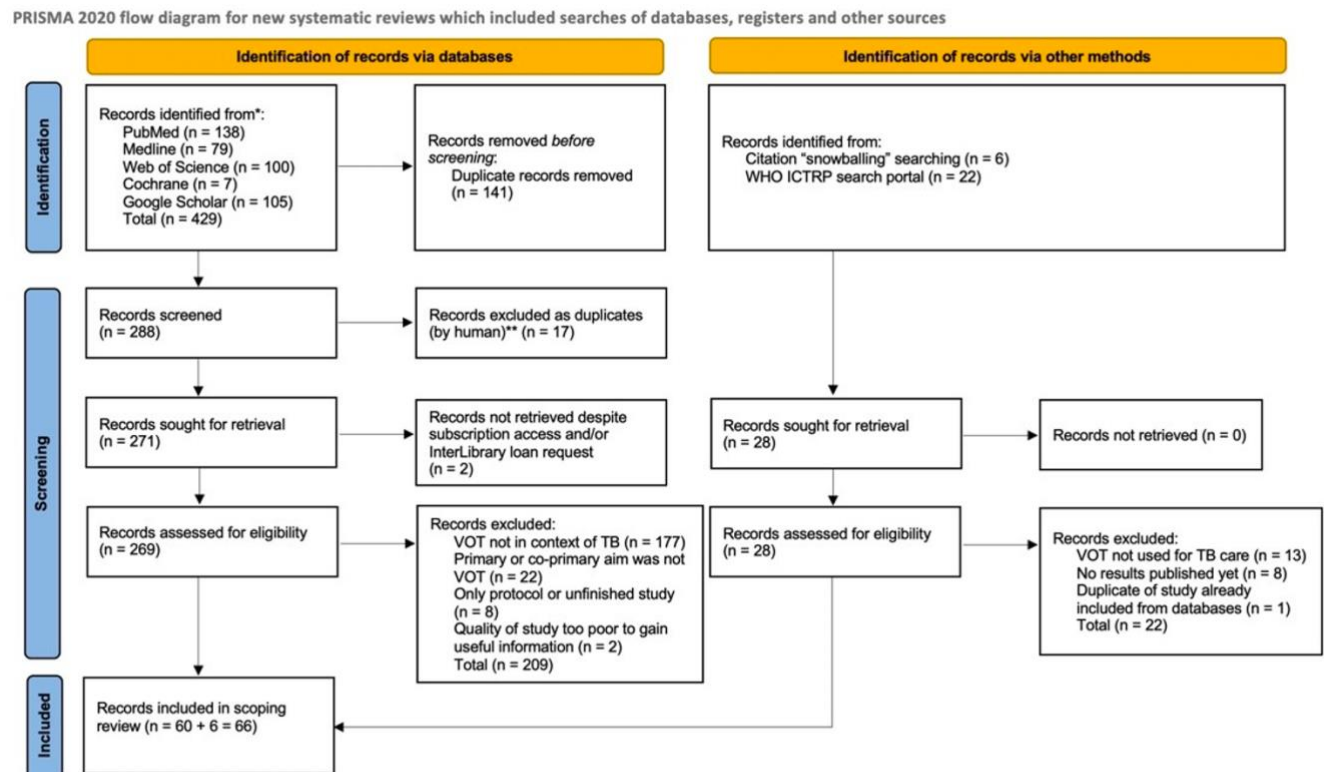 PRISMA 2020 flow diagram for new systematic reviews which included searches of databases, registers and other sources
Identification of records via databases
Identification of records via other methods
Identification
Records identified from*:
PubMed (n = 138)
Medline (n = 79)
Web of Science (n = 100)
Cochrane (n = 7)
Google Scholar (n = 105)
Total (n = 429)
Records removed before
screening:
Duplicate records removed
(n = 141)
Records identified from:
Citation "snowballing" searching (n = 6)
WHO ICTRP search portal (n = 22)
Screening
Records screened
(n = 288)
Records excluded as duplicates
(by human)** (n = 17)
Records sought for retrieval
(n = 271)
Records not retrieved despite
subscription access and/or
InterLibrary loan request
(n = 2)
Records sought for retrieval
(n = 28)
Records not retrieved (n = 0)
Records assessed for eligibility
(n = 269)
Records excluded:
VOT not in context of TB (n = 177)
Primary or co-primary aim was not
VOT (n = 22)
Only protocol or unfinished study
(n = 8)
Quality of study too poor to gain
useful information (n = 2)
Total (n = 209)
Records assessed for eligibility
(n = 28)
Records excluded:
VOT not used for TB care (n = 13)
No results published yet (n = 8)
Duplicate of study already
included from databases (n = 1)
Total (n = 22)
Included
Records included in scoping
review (n = 60 + 6 = 66)